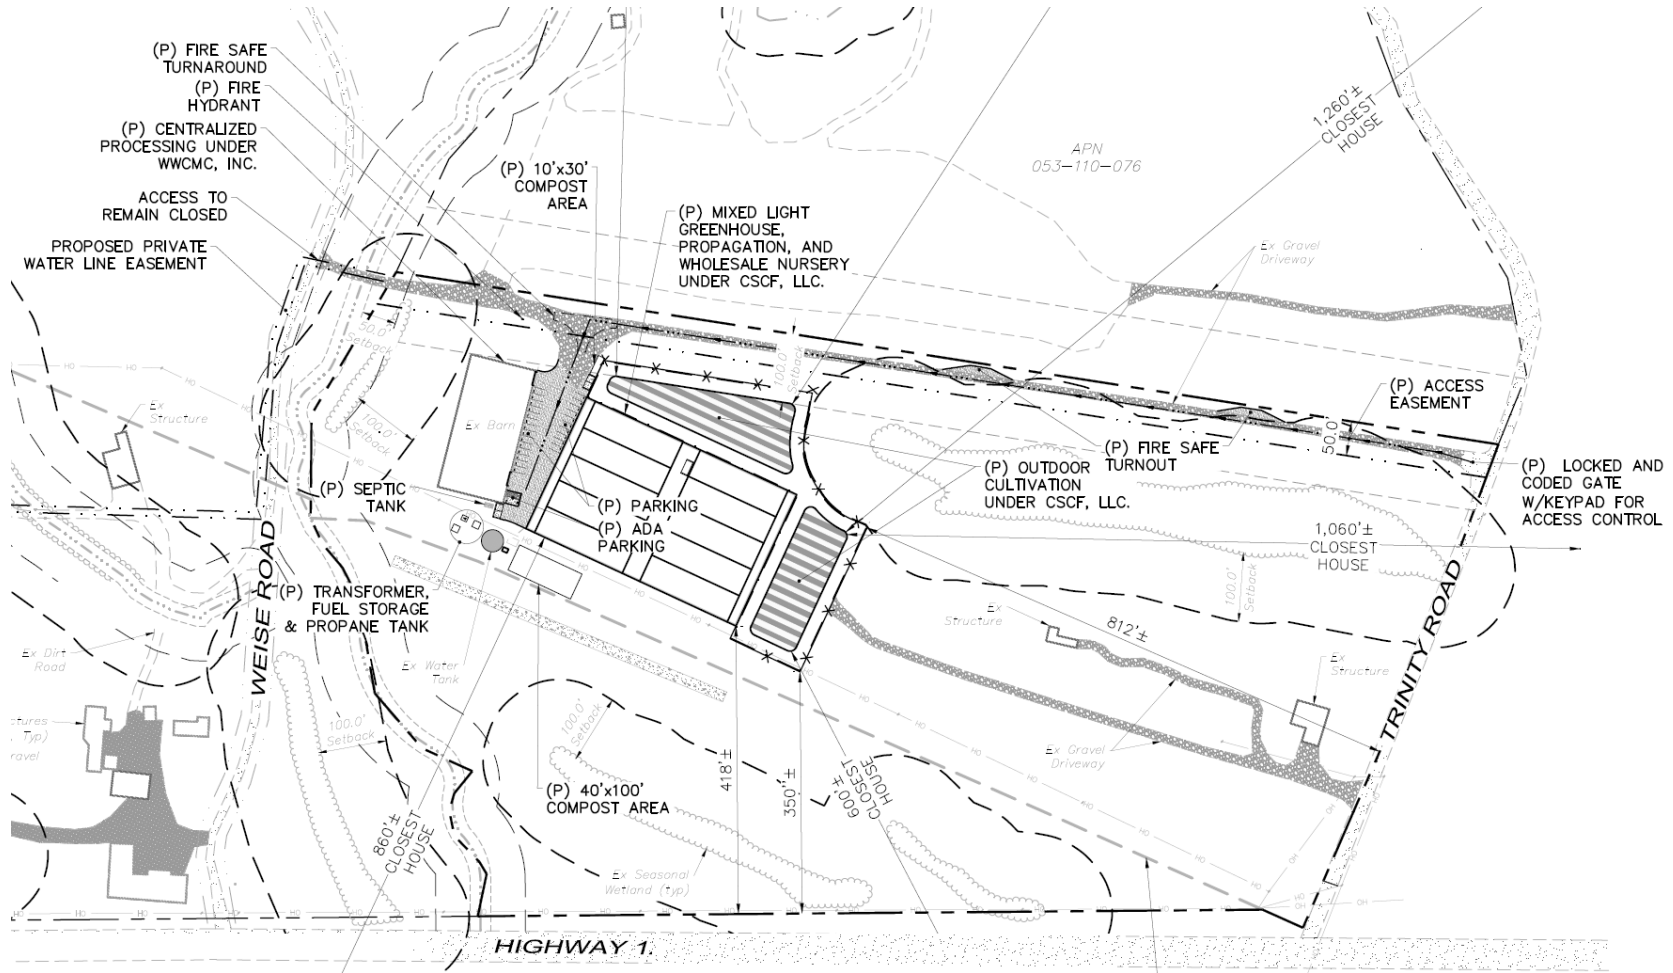 (P) FIRE SAFE
TURNAROUND
(P) FIRE
HYDRANT
(P) CENTRALIZED
PROCESSING UNDER
WWCMC, INC.
ACCESS TO
REMAIN CLOSED
PROPOSED PRIVATE
WATER LINE EASEMENT
(P) 10'x30'
COMPOST
AREA
(P) MIXED LIGHT
GREENHOUSE,
PROPAGATION, AND
WHOLESALE NURSERY
UNDER CSCF, LLC.
APN
053-110-076
1,260'±
CLOSEST
HOUSE
Ex Gravel
Driveway
50.0'
Setback
100.0'
Setback
100.0'
Setback
Ex
Structure
Ex Barn
(P) ACCESS
EASEMENT
50.0
(P) FIRE SAFE
TURNOUT
(P) OUTDOOR
CULTIVATION
UNDER CSCF, LLC.
(P) LOCKED AND
CODED GATE
W/KEYPAD FOR
ACCESS CONTROL
(P) SEPTIC
TANK
(P) PARKING
(P) ADA
PARKING
1,060'±
CLOSEST
HOUSE
100.0'
Setback
WEISE ROAD
(P) TRANSFORMER,
FUEL STORAGE
& PROPANE TANK
Ex
Structure
812'±
TRINITY ROAD
Ex Dirt
Road
Ex Water
Tank
Ex
Structure
ctures
Typ)
ravel
100.0'
Setback
100.0'
Setback
Ex Gravel
Driveway
418'±
350'±
600'±
CLOSEST
HOUSE
(P) 40'x100'
COMPOST AREA
860'±
CLOSEST
HOUSE
Ex Seasonal
Wetland (typ)
OH
OH
OH
HIGHWAY 1.